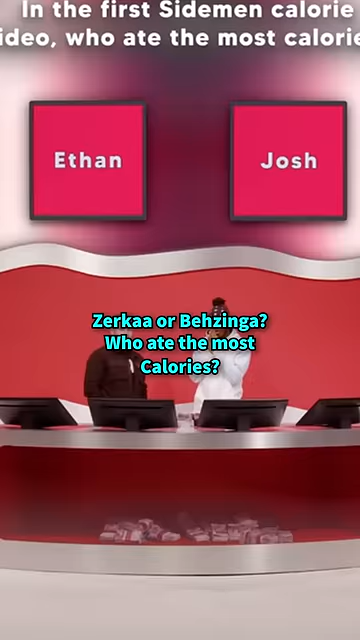 In the first Sidemen calorie
ideo, who ate the most calorie
Ethan
Josh
Zerkaa or Behzinga?
Who ate the most
Calories?